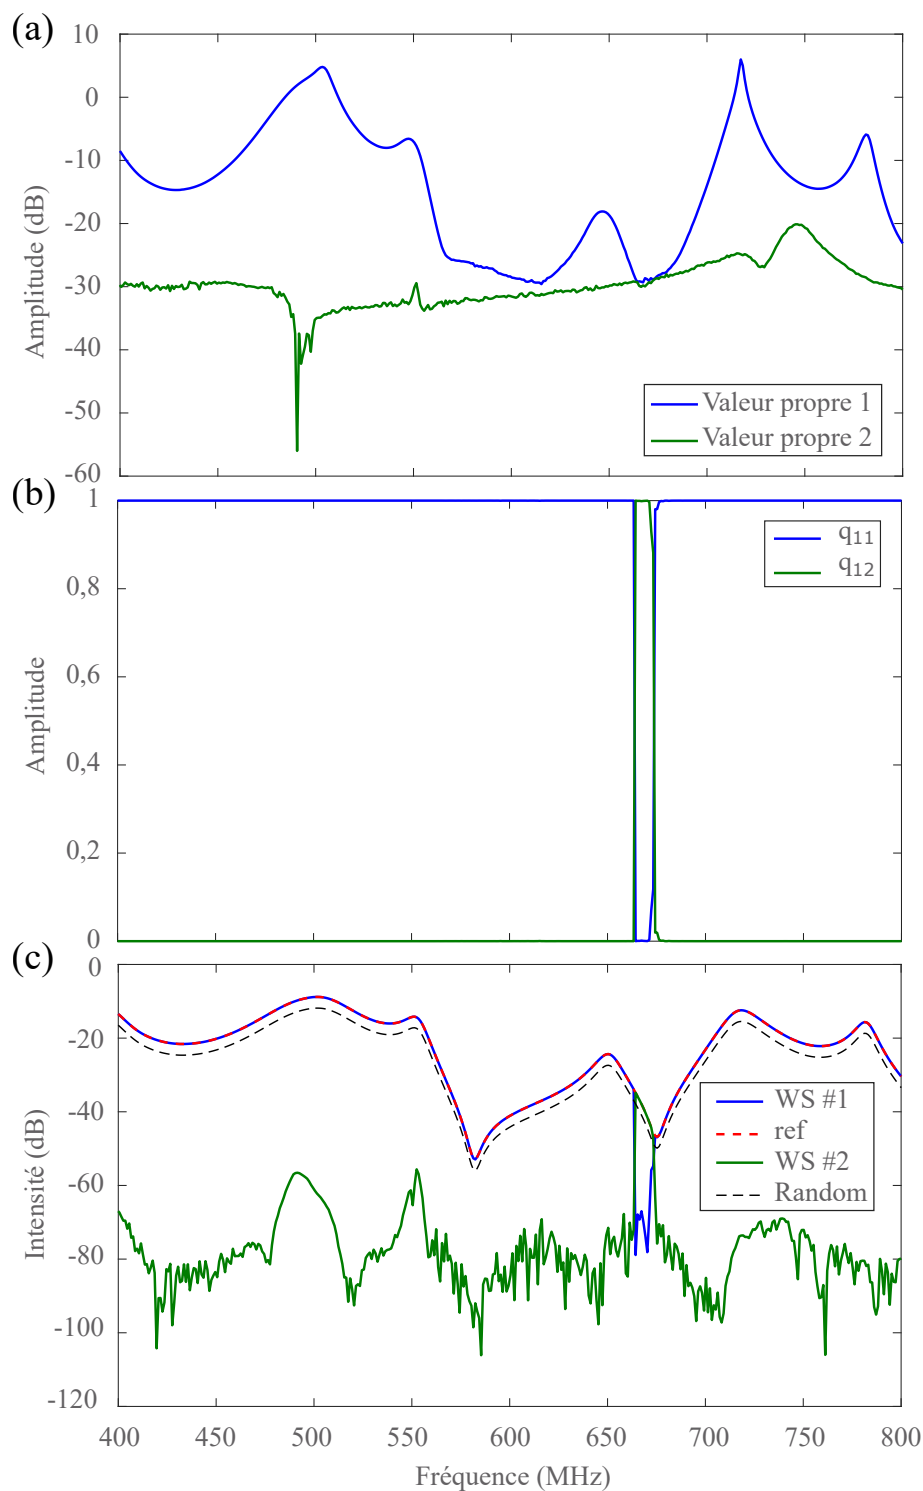 (a)
10
0
-10
-20
-30
-40
-50
-60
Amplitude (dB)
Valeur propre 1
Valeur propre 2
(b)
1
0,8
0,6
0,4
0,2
0
Amplitude
q11
q12
(c)
0
-20
-40
-60
-80
-100
-120
Intensité (dB)
WS #1
ref
WS #2
Random
400 450 500 550 600 650 700 750 800
Fréquence (MHz)